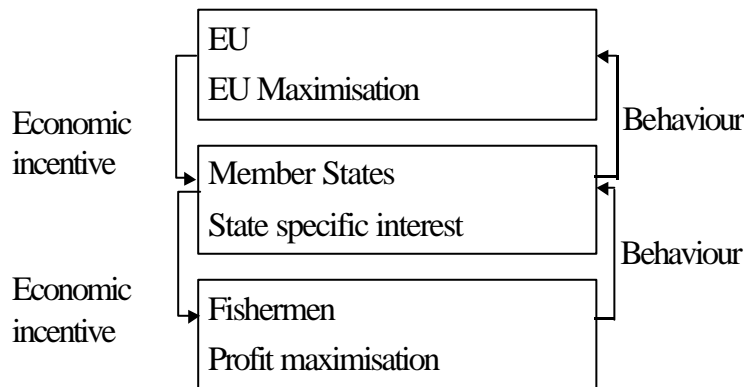 EU
EU Maximisation
Economic
incentive
Behaviour
Member States
State specific interest
Behaviour
Economic
incentive
Fishermen
Profit maximisation